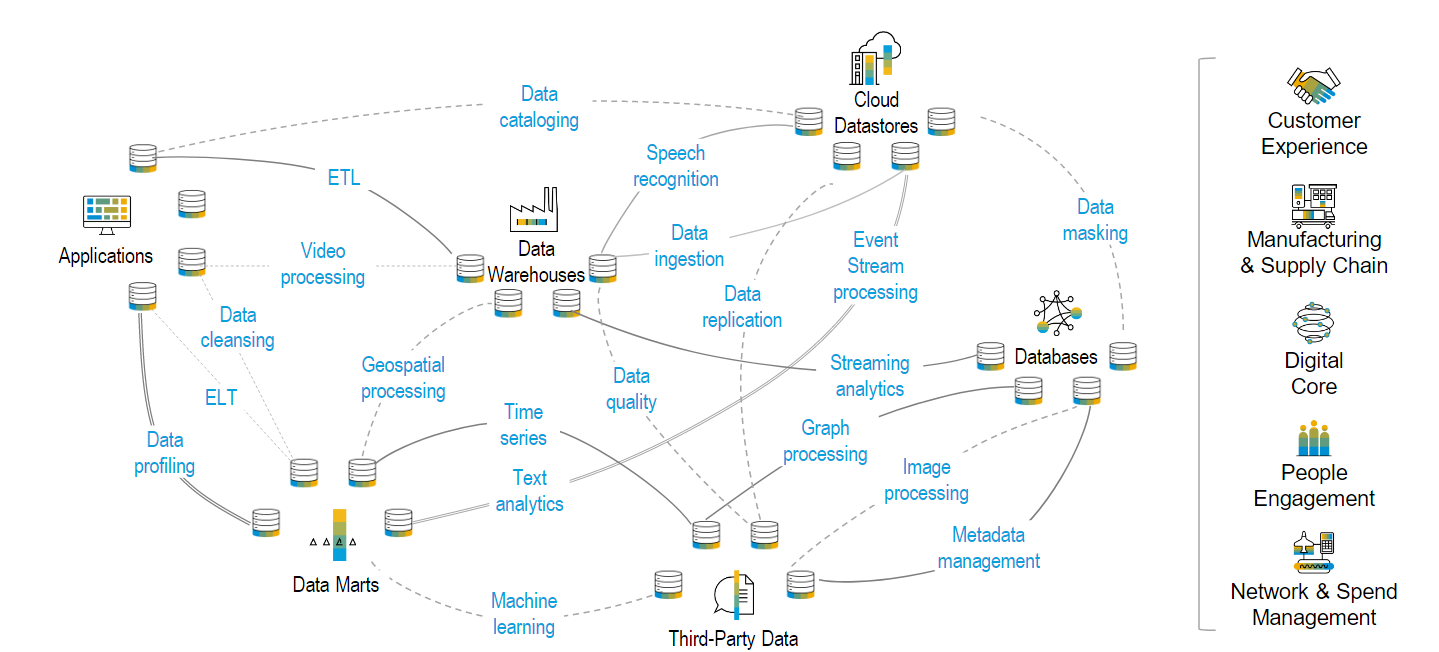 Data
cataloging
Cloud
Datastores
Speech
recognition
ETL
Applications
Video
processing
Data
Warehouses
Data
ingestion
Event
Stream
processing
Data
masking
Data
cleansing
Data
replication
Geospatial
processing
ELT
Data
quality
Streaming
analytics
Databases
Data
profiling
Time
series
Graph
processing
Text
analytics
Image
processing
Metadata
management
Data Marts
Machine
learning
Third-Party Data
Customer
Experience
Manufacturing
& Supply Chain
Digital
Core
People
Engagement
Network & Spend
Management